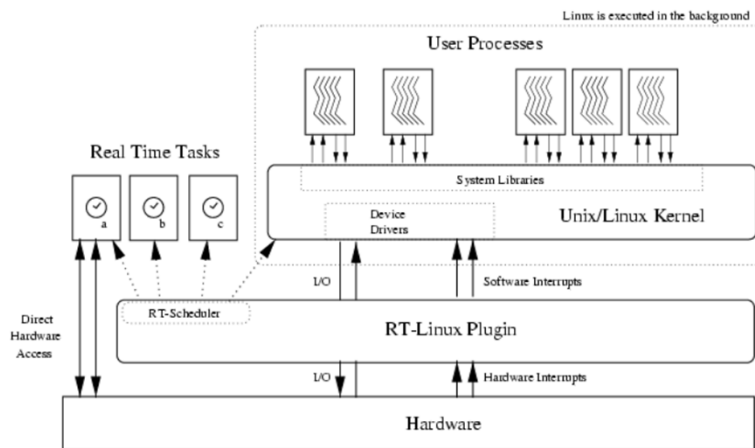 Linux is executed in the background
User Processes
Real Time Tasks
System Libraries
a
b
c
Device
Drivers
Unix/Linux Kernel
I/O
Software Interrupts
RT-Scheduler
Direct
Hardware
Access
RT-Linux Plugin
I/O
Hardware Interrupts
Hardware